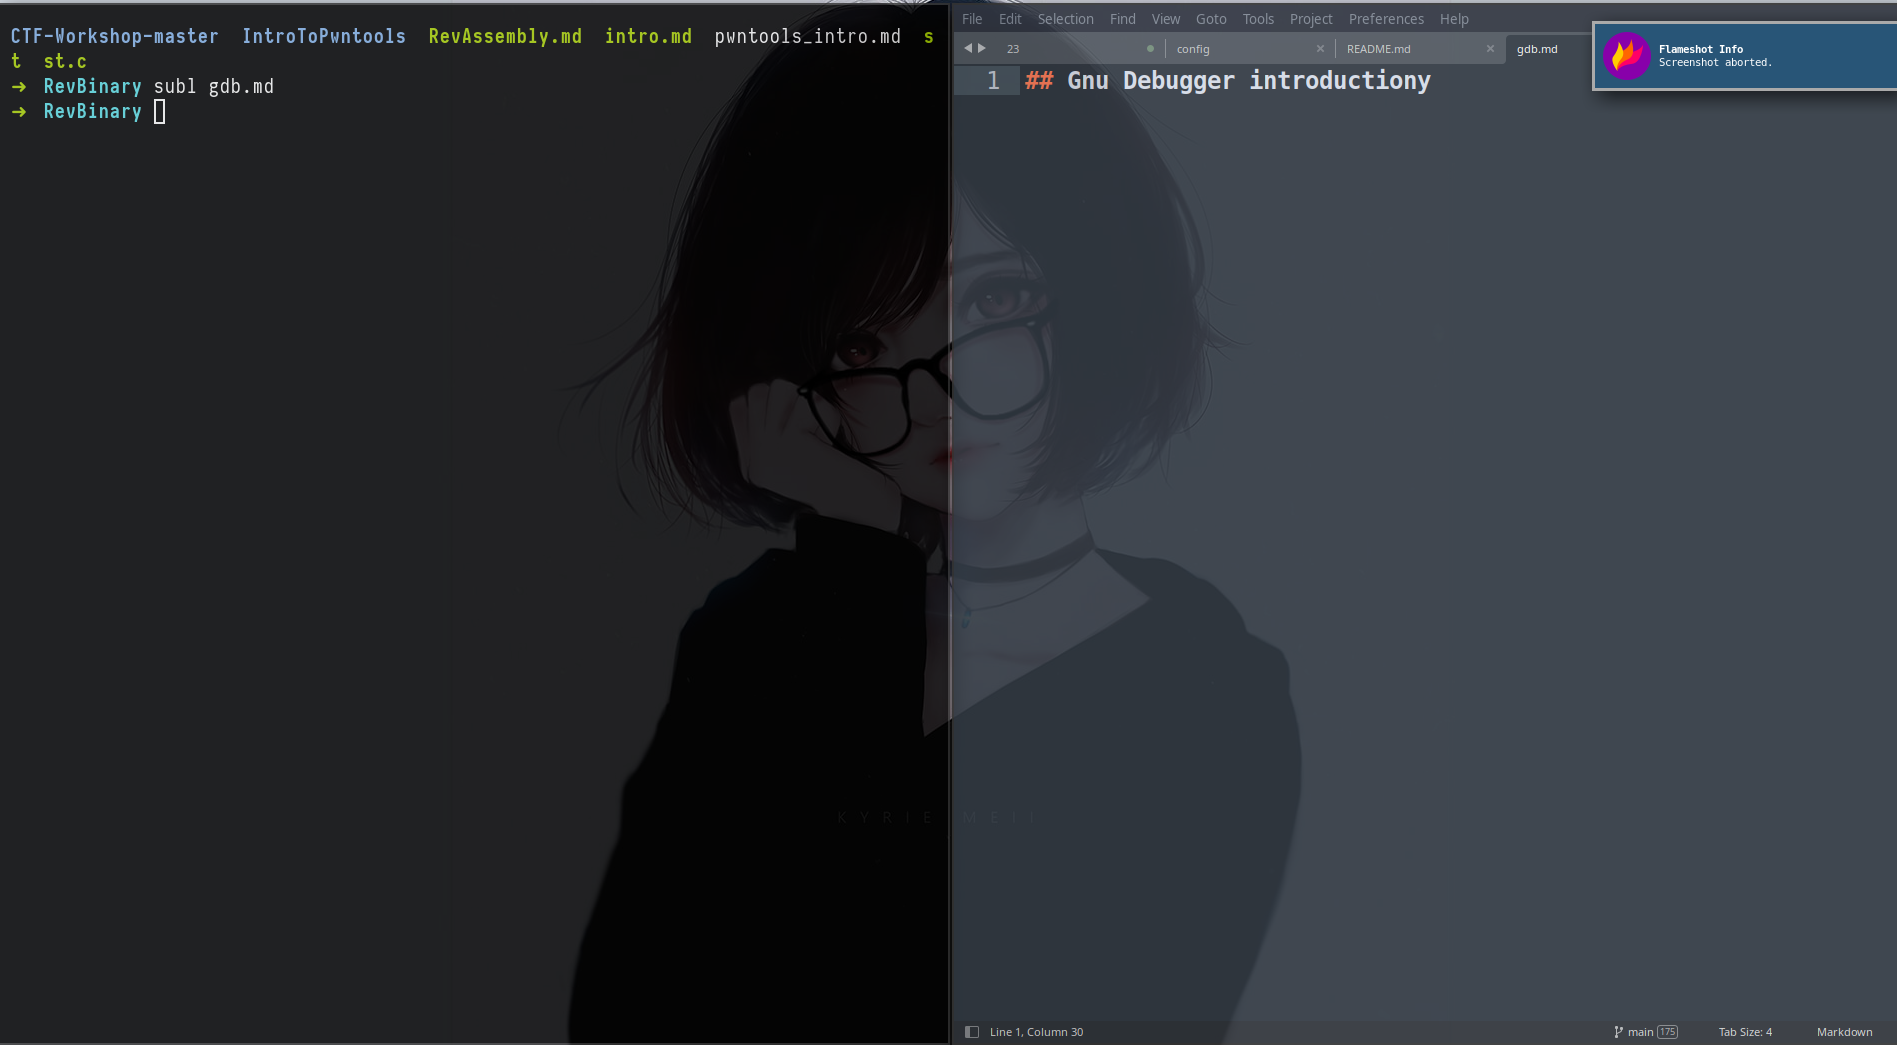 CTF-Workshop-master IntroToPwntools RevAssembly.md intro.md pwntools_intro.md s
t st.c
➜ RevBinary subl gdb.md
➜ RevBinary
File Edit Selection Find View Goto Tools Project Preferences Help
23 config × README.md × gdb.md
Flameshot Info
Screenshot aborted.
1 ## Gnu Debugger introductiony
Line 1, Column 30 main 175 Tab Size: 4 Markdown